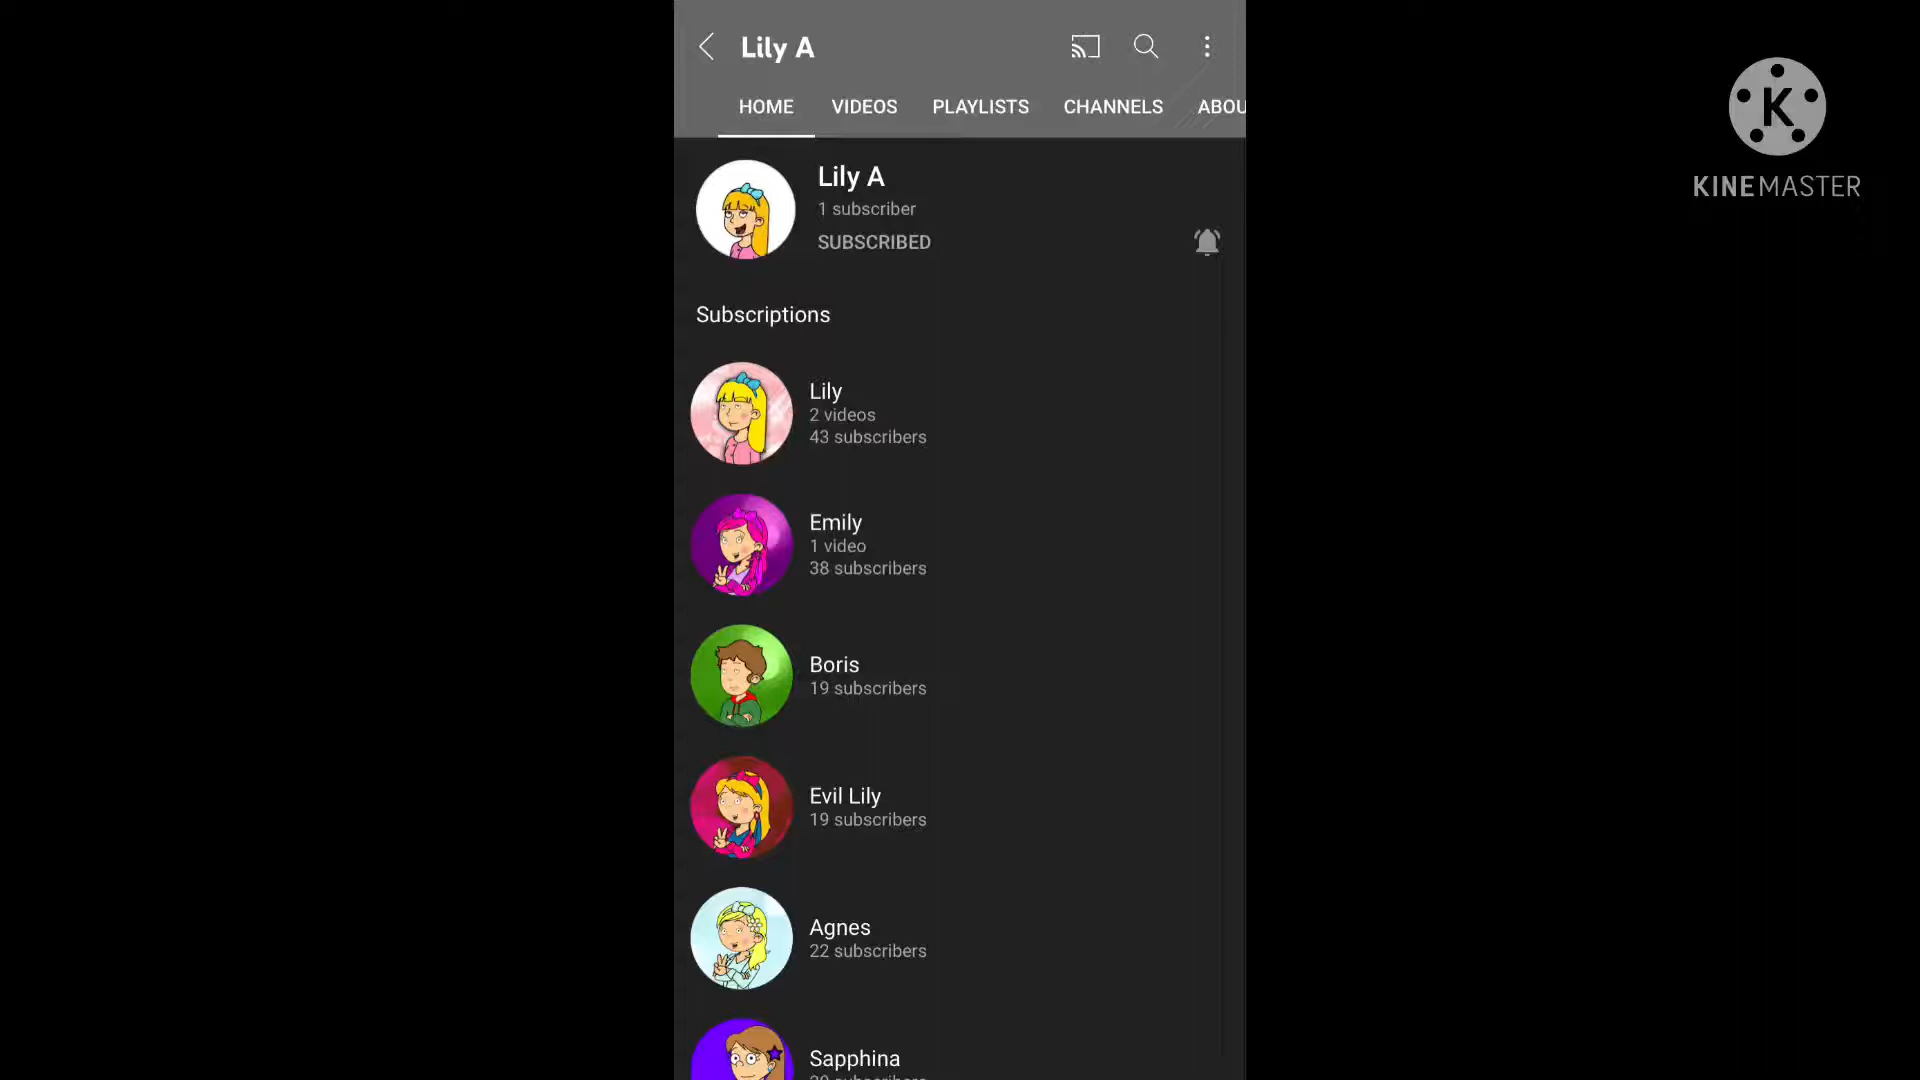 Lily A
HOME VIDEOS PLAYLISTS CHANNELS ABOU
Lily A
1 subscriber
SUBSCRIBED
Subscriptions
Lily
2 videos
43 subscribers
Emily
1 video
38 subscribers
Boris
19 subscribers
Evil Lily
19 subscribers
Agnes
22 subscribers
Sapphina
K
KINEMASTER